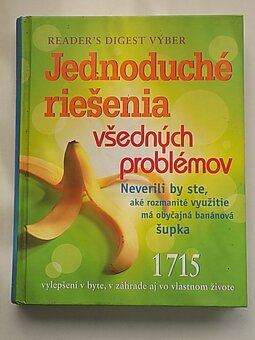 READER'S DIGEST VÝBER
Jednoduché
riešenia
všedných
problémov
Neverili by ste,
aké rozmanité využitie
má obyčajná banánová
šupka
1715
vylepšení v byte, v záhrade aj vo vlastnom živote